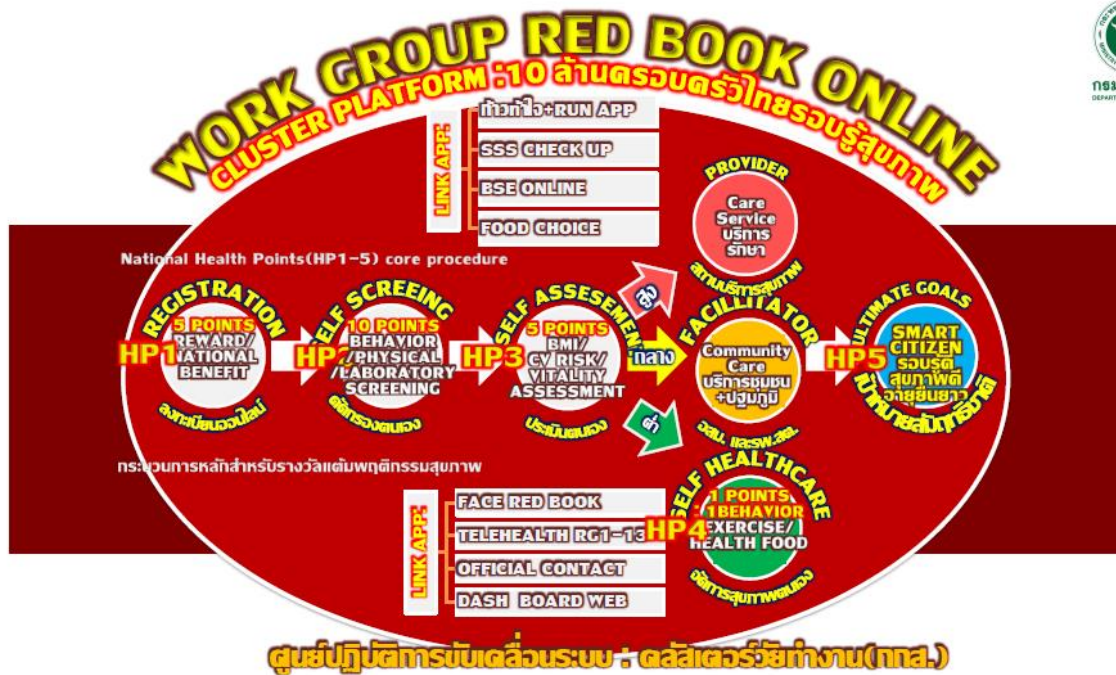 WORK GROUP RED BOOK ONLINE
CLUSTER PLATFORM :10 ล้านครอบครัวไทยรอบรู้สุขภาพ
LINK APP:
ก้าวท้าใจ+RUN APP
SSS CHECK UP
BSE ONLINE
FOOD CHOICE
PROVIDER
Care
Service
บริการ
รักษา
สถานบริการสุขภาพ
National Health Points(HP1-5) core procedure
HP1
REGISTRATION
5 POINTS
REWARD/
NATIONAL
BENEFIT
ลงทะเบียนออนไลน์
HP2
SELF SCREEING
10 POINTS
BEHAVIOR
/PHYSICAL
/LABORATORY
SCREENING
คัดกรองตนเอง
HP3
SELF ASSESEMENT
5 POINTS
BMI/
CV RISK/
VITALITY
ASSESSMENT
ประเมินตนเอง
สูง
กลาง
ต่ำ
FACILLITATOR
Community
Care
บริการชุมชน
+ปฐมภูมิ
อสม. และรพ.สต.
HP5
ULTIMATE GOALS
SMART
CITIZEN
รอบรู้ดี
สุขภาพดี
อายุยืนยาว
เป้าหมายสัมฤทธิชาติ
กระบวนการหลักสำหรับรางวัลแต้มพฤติกรรมสุขภาพ
LINK APP:
FACE RED BOOK
TELEHEALTH RG1-13
OFFICIAL CONTACT
DASH BOARD WEB
HP4
SELF HEALTHCARE
1 POINTS
: 1BEHAVIOR
EXERCISE/
HEALTH FOOD
จัดการสุขภาพตนเอง
ศูนย์ปฏิบัติการขับเคลื่อนระบบ : คลัสเตอร์วัยทำงาน(กกส.)